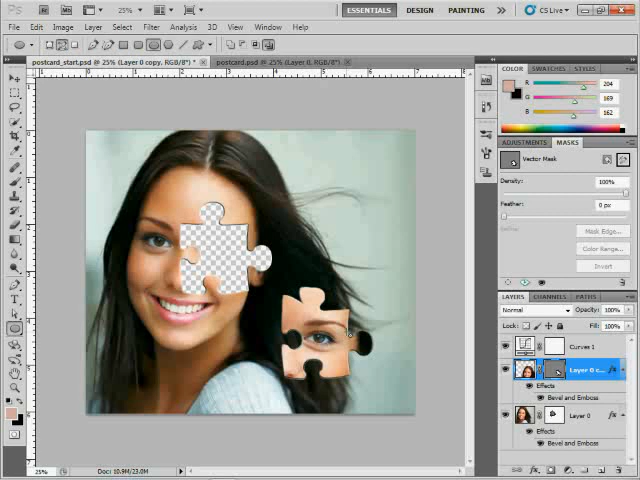 Ps
25%
ESSENTIALS
DESIGN
PAINTING
CS Live
File Edit Image Layer Select Filter Analysis 3D View Window Help
postcard_start.psd @ 25% (Layer 0 copy, RGB/8*) *
postcard.psd @ 25% (Layer 0, RGB/8*)
COLOR SWATCHES STYLES
R 204
G 169
B 162
ADJUSTMENTS MASKS
Vector Mask
Density: 100%
Feather: 0 px
Refine:
Mask Edge...
Color Range...
Invert
LAYERS CHANNELS PATHS
Normal Opacity: 100%
Lock: Fill: 100%
Curves 1
Layer 0 c...
Effects
Bevel and Emboss
Layer 0
Effects
Bevel and Emboss
25% Doc: 10.9M/23.0M